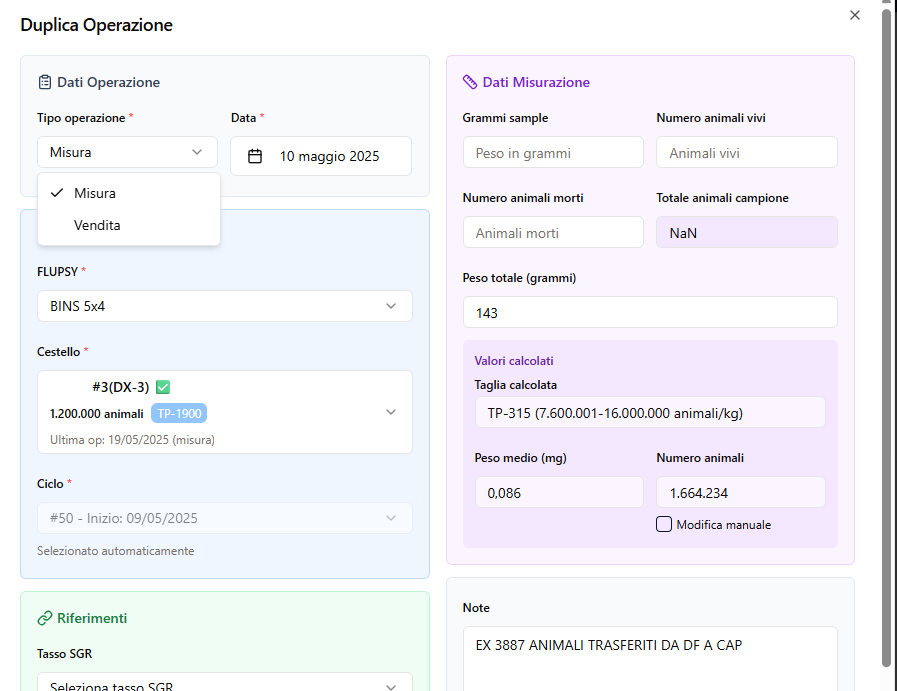 Duplica Operazione
Dati Operazione
Tipo operazione *
Data *
Misura
10 maggio 2025
Misura
Vendita
FLUPSY *
BINS 5x4
Cestello *
#3(DX-3) ✅
1.200.000 animali TP-1900
Ultima op: 19/05/2025 (misura)
Ciclo *
#50 - Inizio: 09/05/2025
Selezionato automaticamente
Riferimenti
Tasso SGR
Seleziona tasso SGR
Dati Misurazione
Grammi sample
Numero animali vivi
Peso in grammi
Animali vivi
Numero animali morti
Totale animali campione
Animali morti
NaN
Peso totale (grammi)
143
Valori calcolati
Taglia calcolata
TP-315 (7.600.001-16.000.000 animali/kg)
Peso medio (mg)
Numero animali
0,086
1.664.234
Modifica manuale
Note
EX 3887 ANIMALI TRASFERITI DA DF A CAP